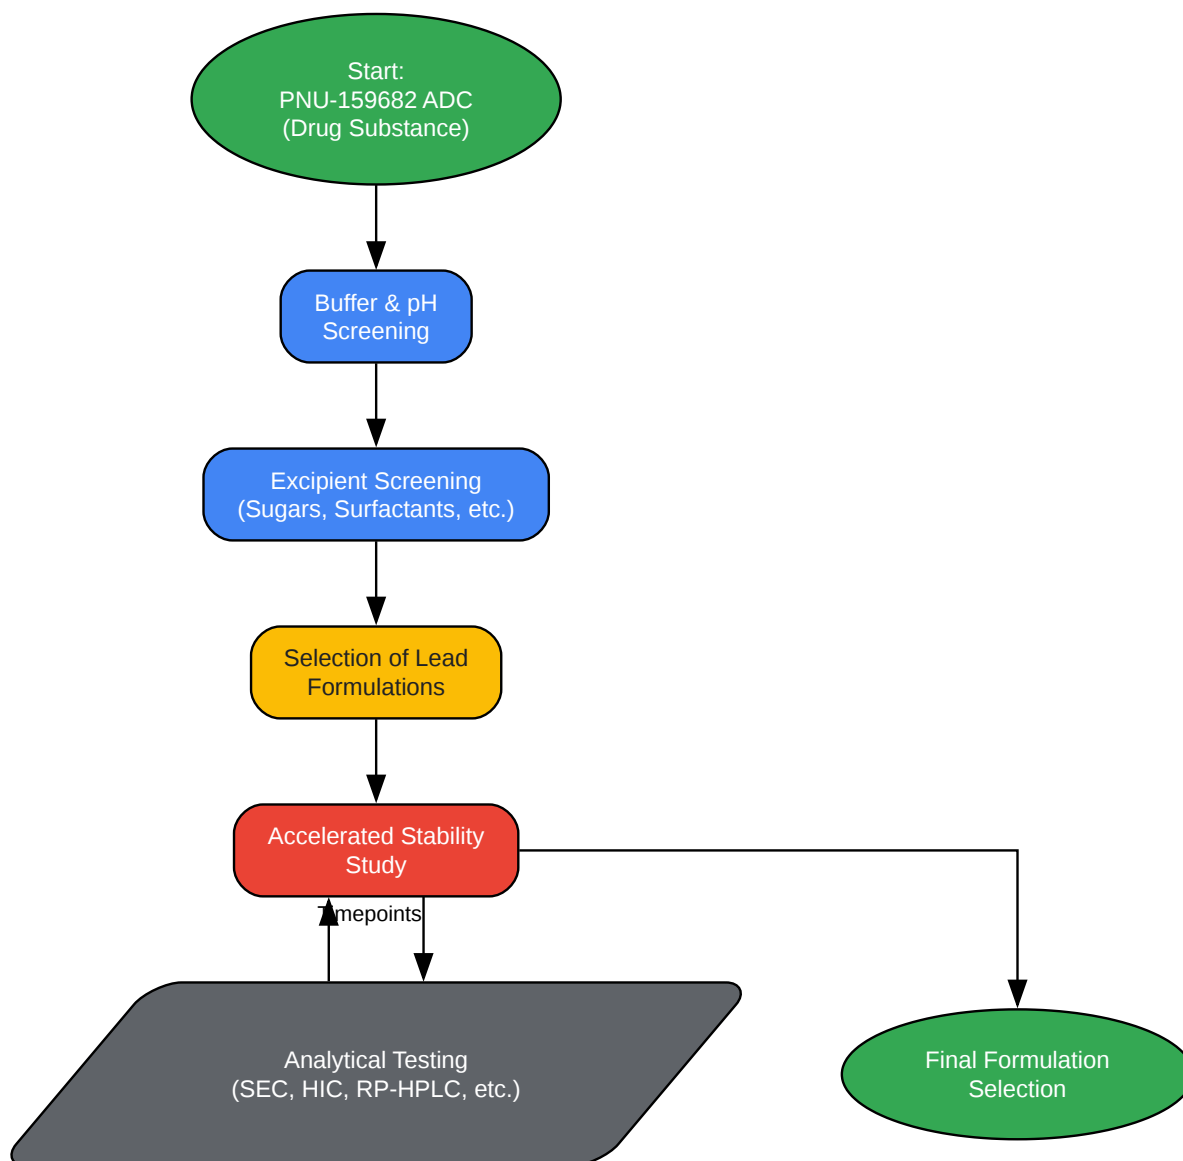 Start:
PNU-159682 ADC
(Drug Substance)
Buffer & pH
Screening
Excipient Screening
(Sugars, Surfactants, etc.)
Selection of Lead
Formulations
Accelerated Stability
Study
Timepoints
Analytical Testing
(SEC, HIC, RP-HPLC, etc.)
Final Formulation
Selection